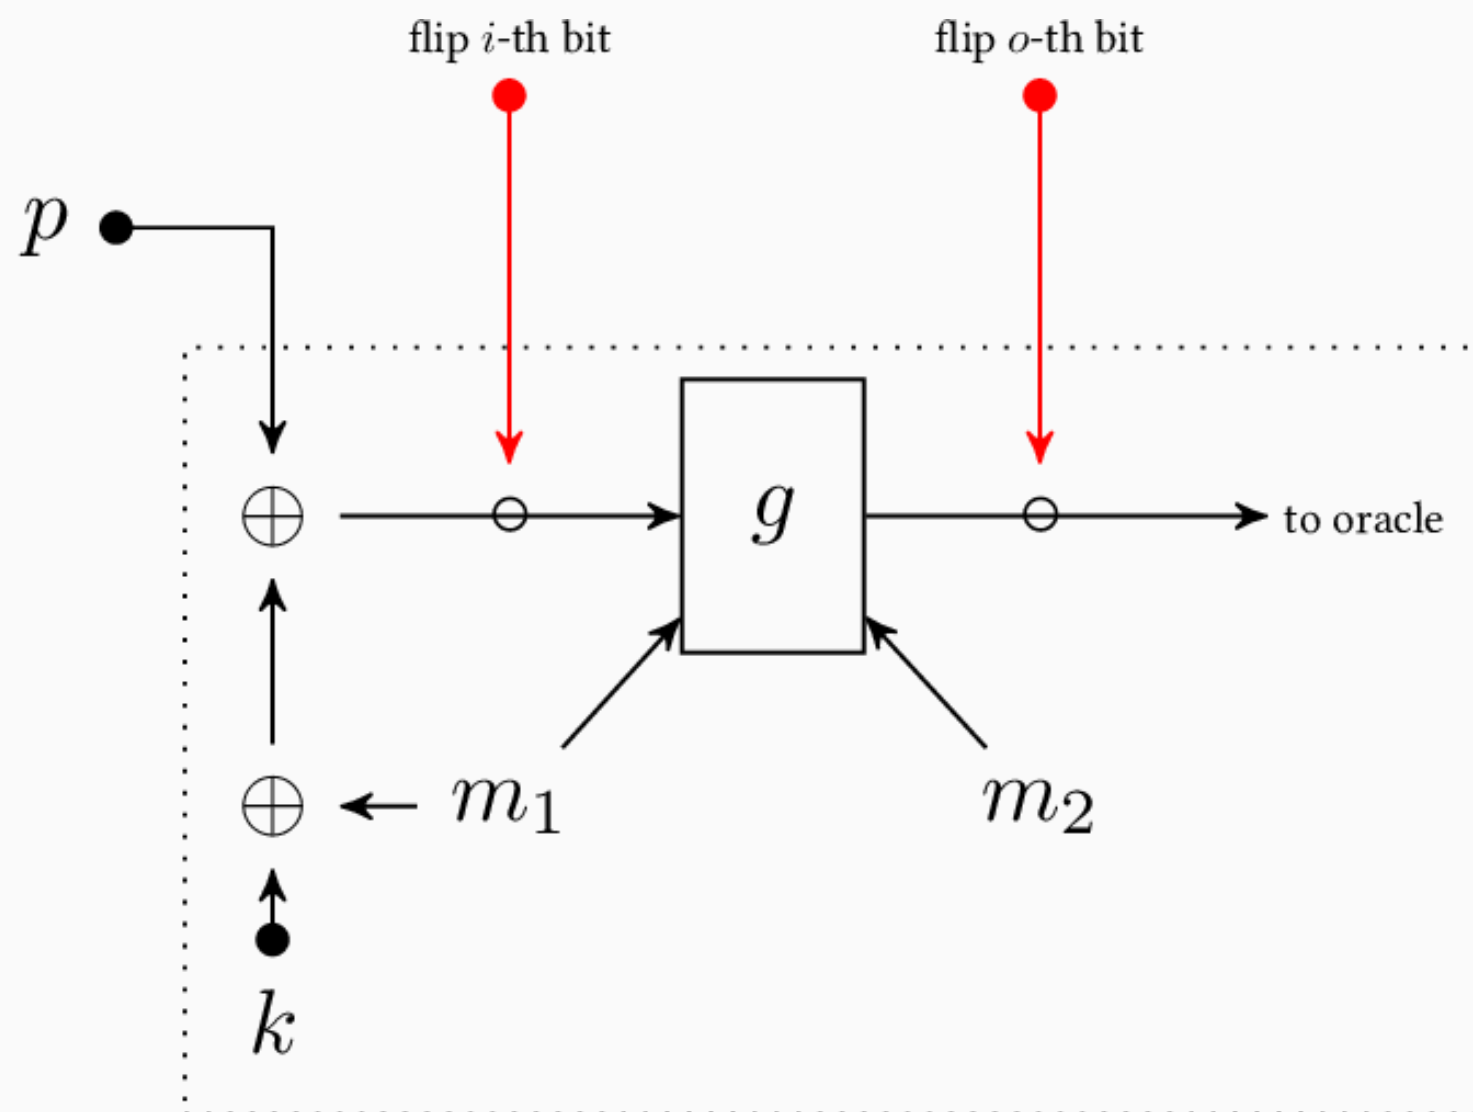 flip i-th bit
flip o-th bit
p
g
to oracle
m₁
m₂
k